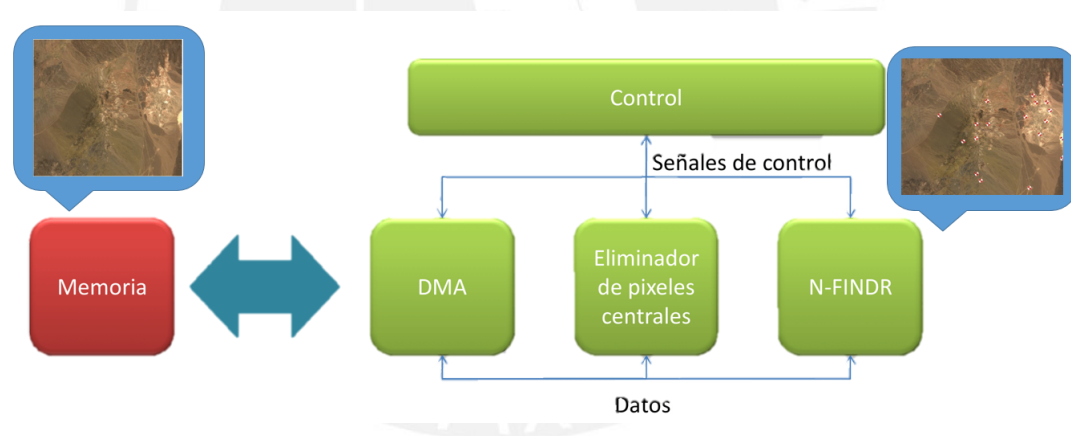 Control
Señales de control
Memoria
DMA
Eliminador
de pixeles
centrales
N-FINDR
Datos